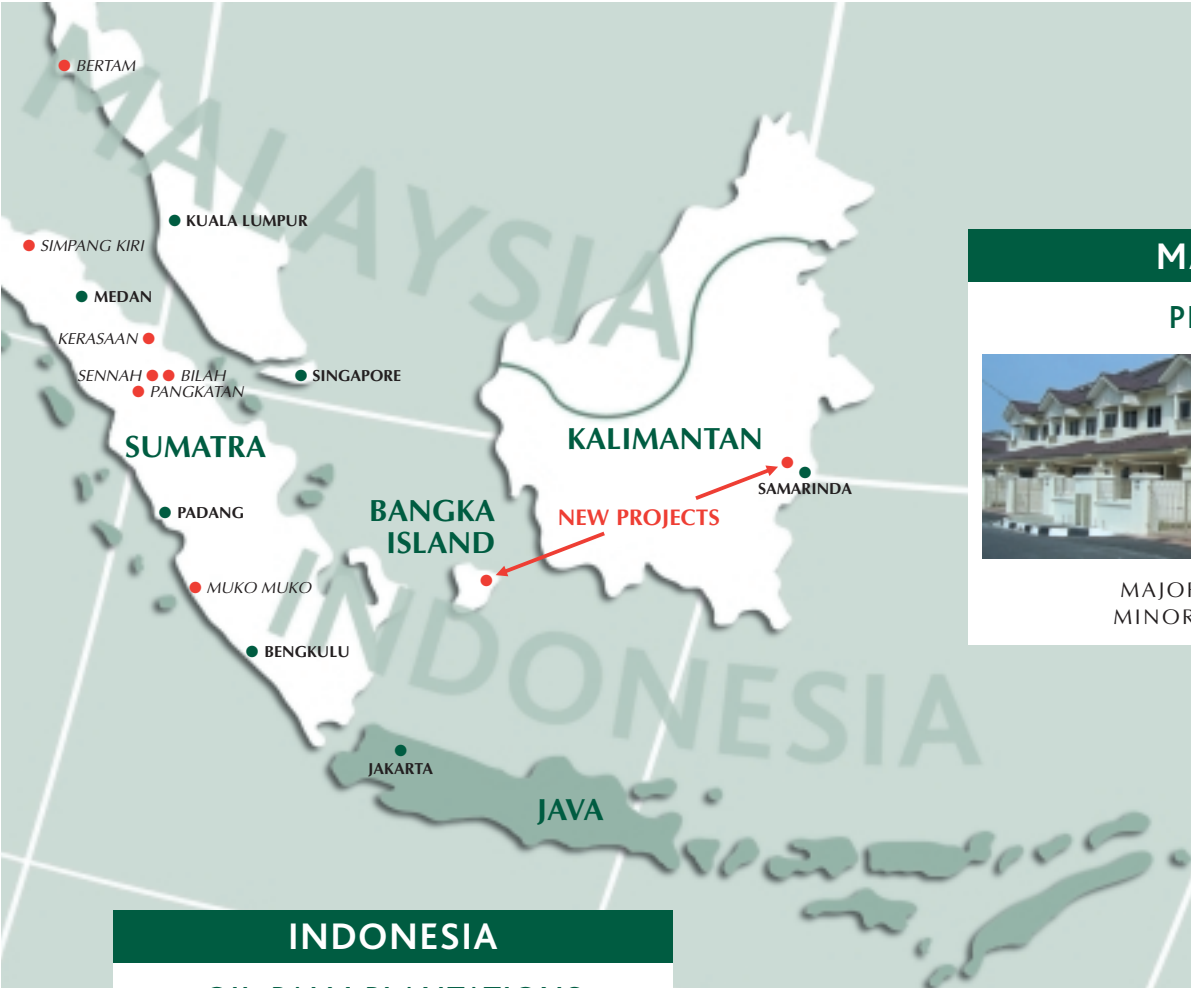 BERTAM
MALAYSIA
KUALA LUMPUR
SIMPANG KIRI
MEDAN
KERASAAN
SENNAH
BILAH
PANGKATAN
SINGAPORE
SUMATRA
KALIMANTAN
SAMARINDA
PADANG
BANGKA
ISLAND
NEW PROJECTS
MUKO MUKO
INDONESIA
BENGKULU
JAKARTA
JAVA
INDONESIA